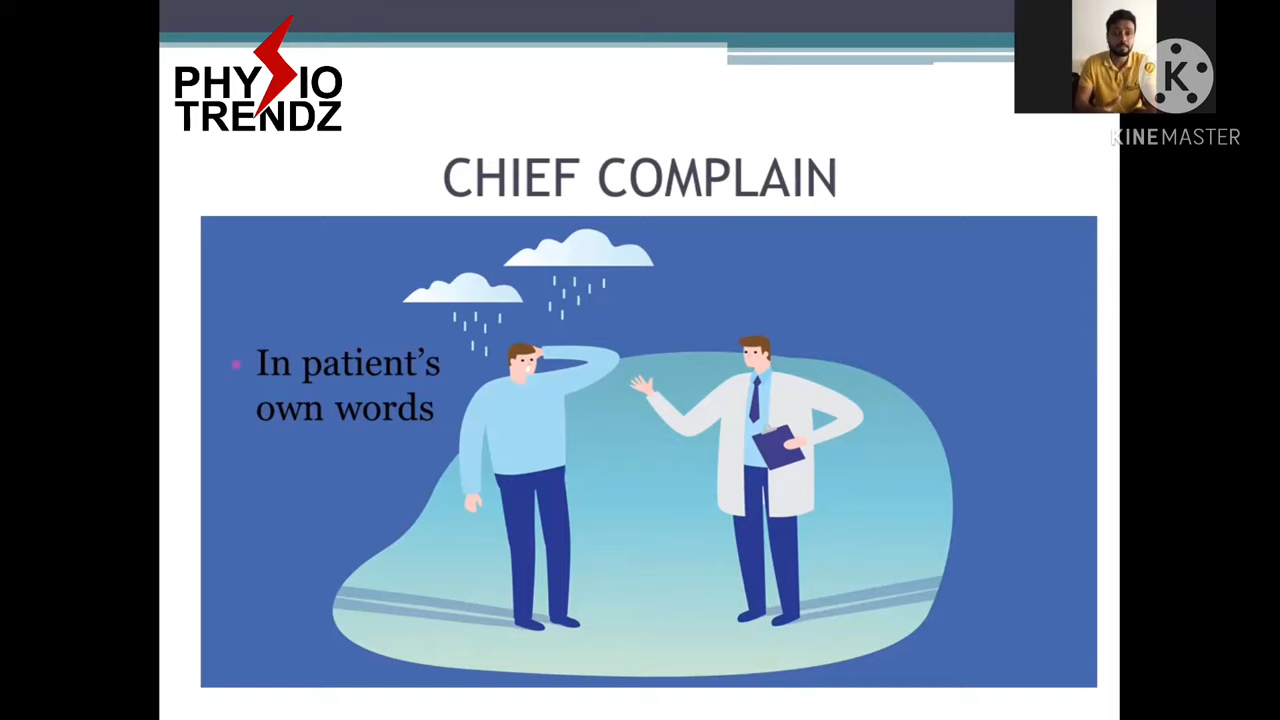 PHYSIO
TRENDZ
K
KINEMASTER
CHIEF COMPLAIN
In patient's
own words